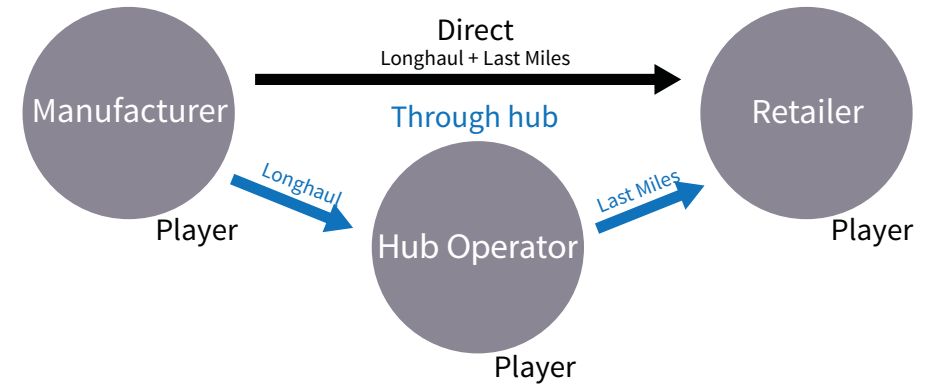 Direct
Longhaul + Last Miles
Manufacturer
Retailer
Through hub
Longhaul
Last Miles
Player
Player
Hub Operator
Player